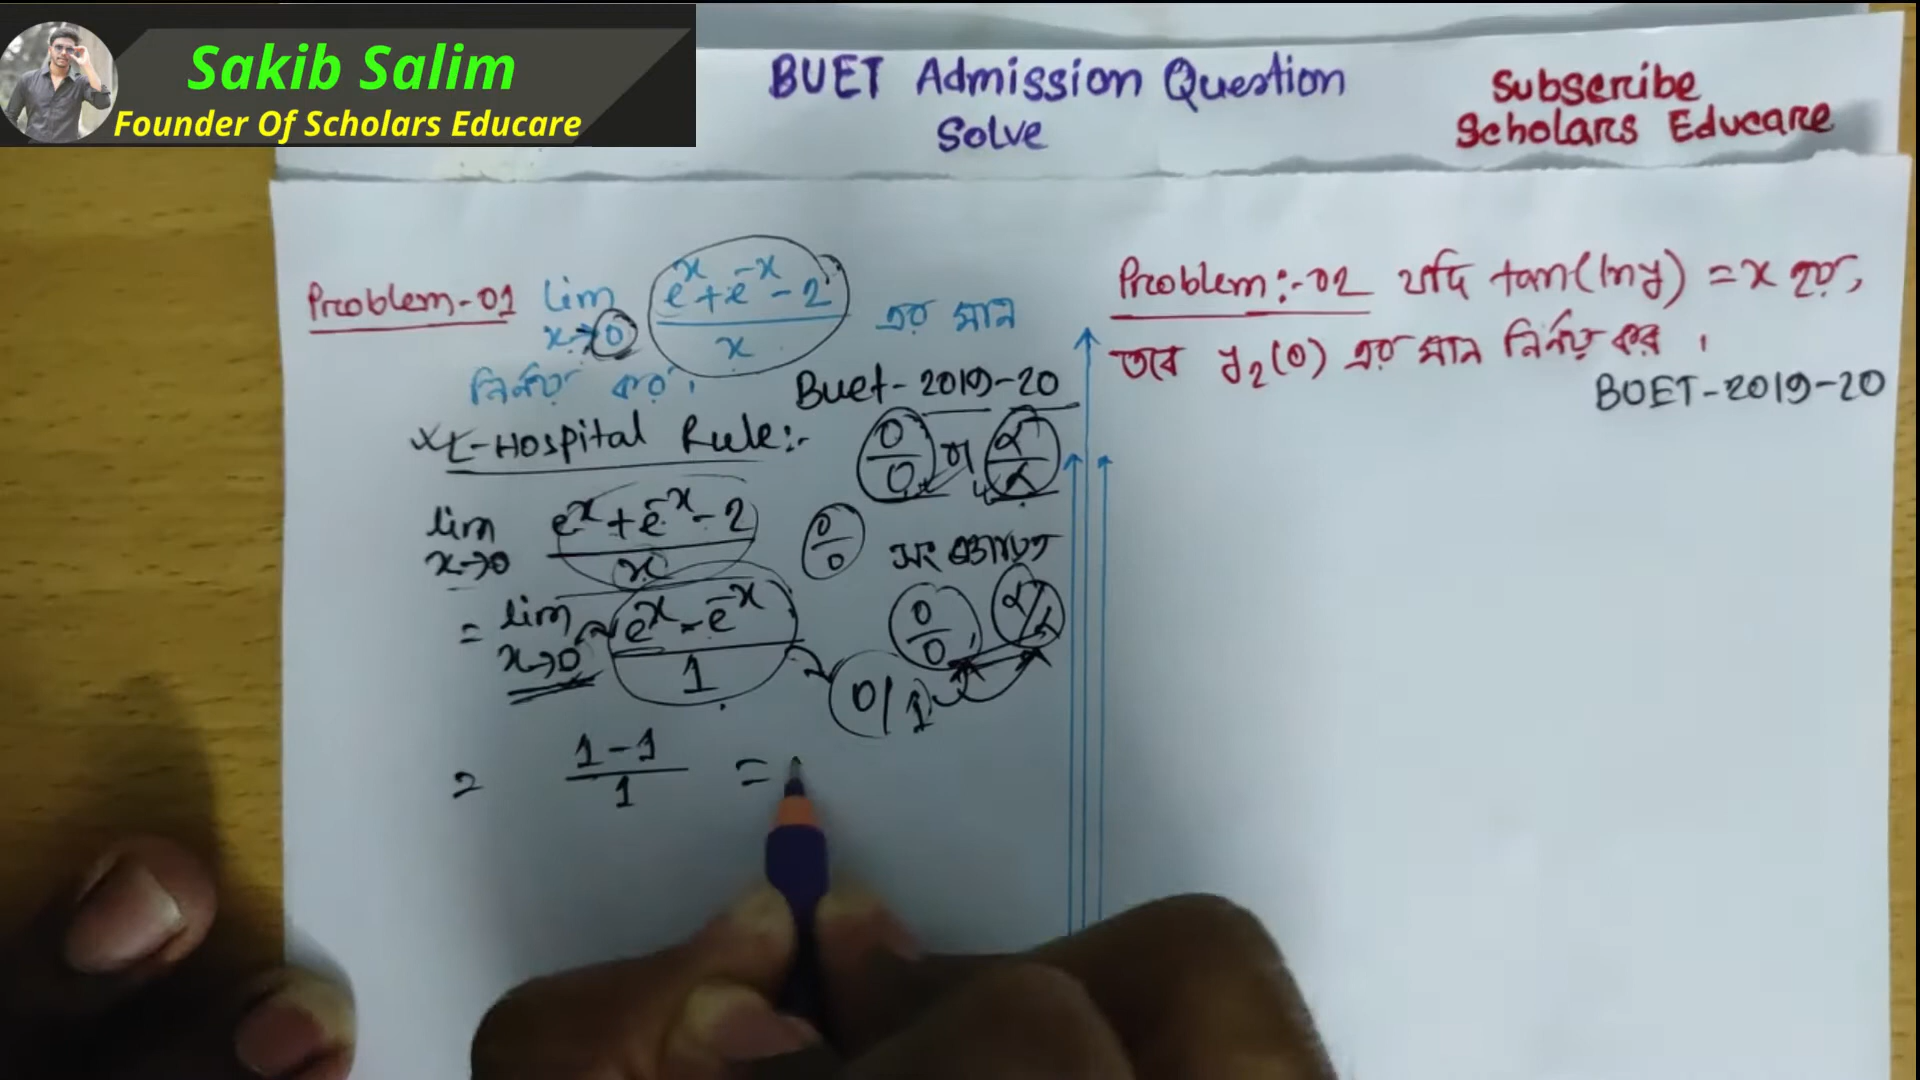 Sakib Salim
Founder Of Scholars Educare
BUET Admission Question
Solve
Subscribe
Scholars Educare
Problem-01 lim x→0 (e^x + e^-x - 2)/x এর মান
নির্ণয় কর।
Buet-2019-20
L-Hospital Rule:-
0/0 বা α/α
lim x→0 (e^x + e^-x - 2)/x
0/0
= lim x→0 (e^x - e^-x)/1
0/0, α/α
0/1
= (1-1)/1 =
Problem:-02 যদি tan(lny) = x হয়,
তবে y₂(0) এর মান নির্ণয় কর।
BUET-2019-20